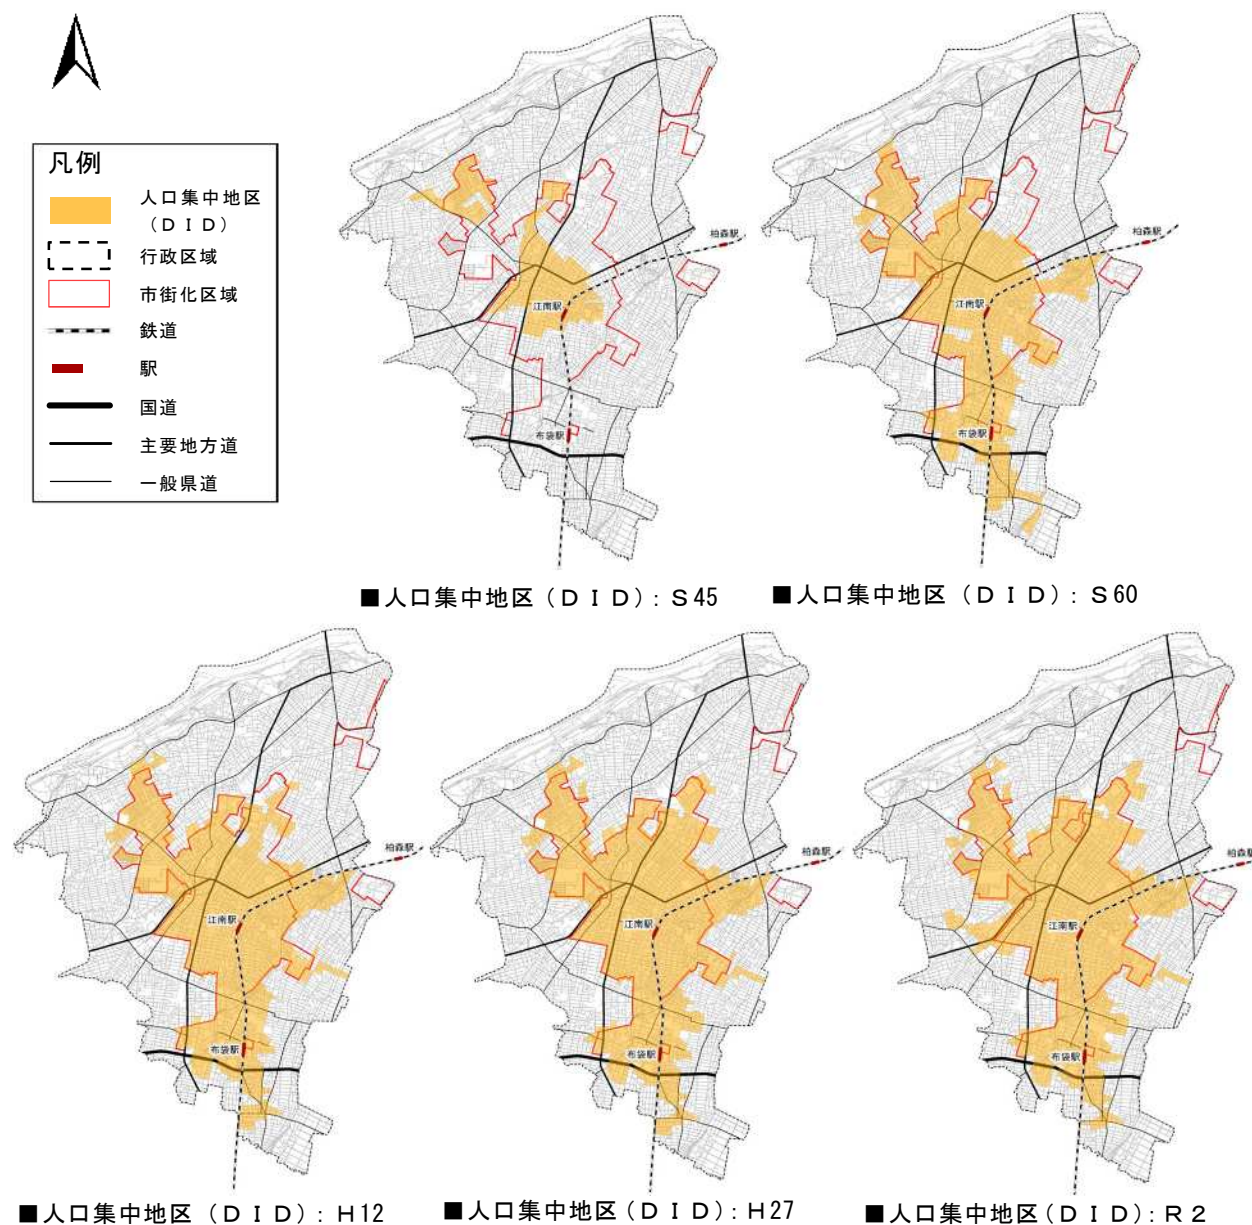 凡例
人口集中地区
(ＤＩＤ)
行政区域
市街化区域
鉄道
駅
国道
主要地方道
一般県道
柏森駅
江南駅
布袋駅
■人口集中地区(ＤＩＤ)：Ｓ45
柏森駅
江南駅
布袋駅
■人口集中地区(ＤＩＤ)：Ｓ60
柏森駅
江南駅
布袋駅
■人口集中地区(ＤＩＤ)：Ｈ12
柏森駅
江南駅
布袋駅
■人口集中地区(ＤＩＤ)：Ｈ27
柏森駅
江南駅
布袋駅
■人口集中地区(ＤＩＤ)：Ｒ２